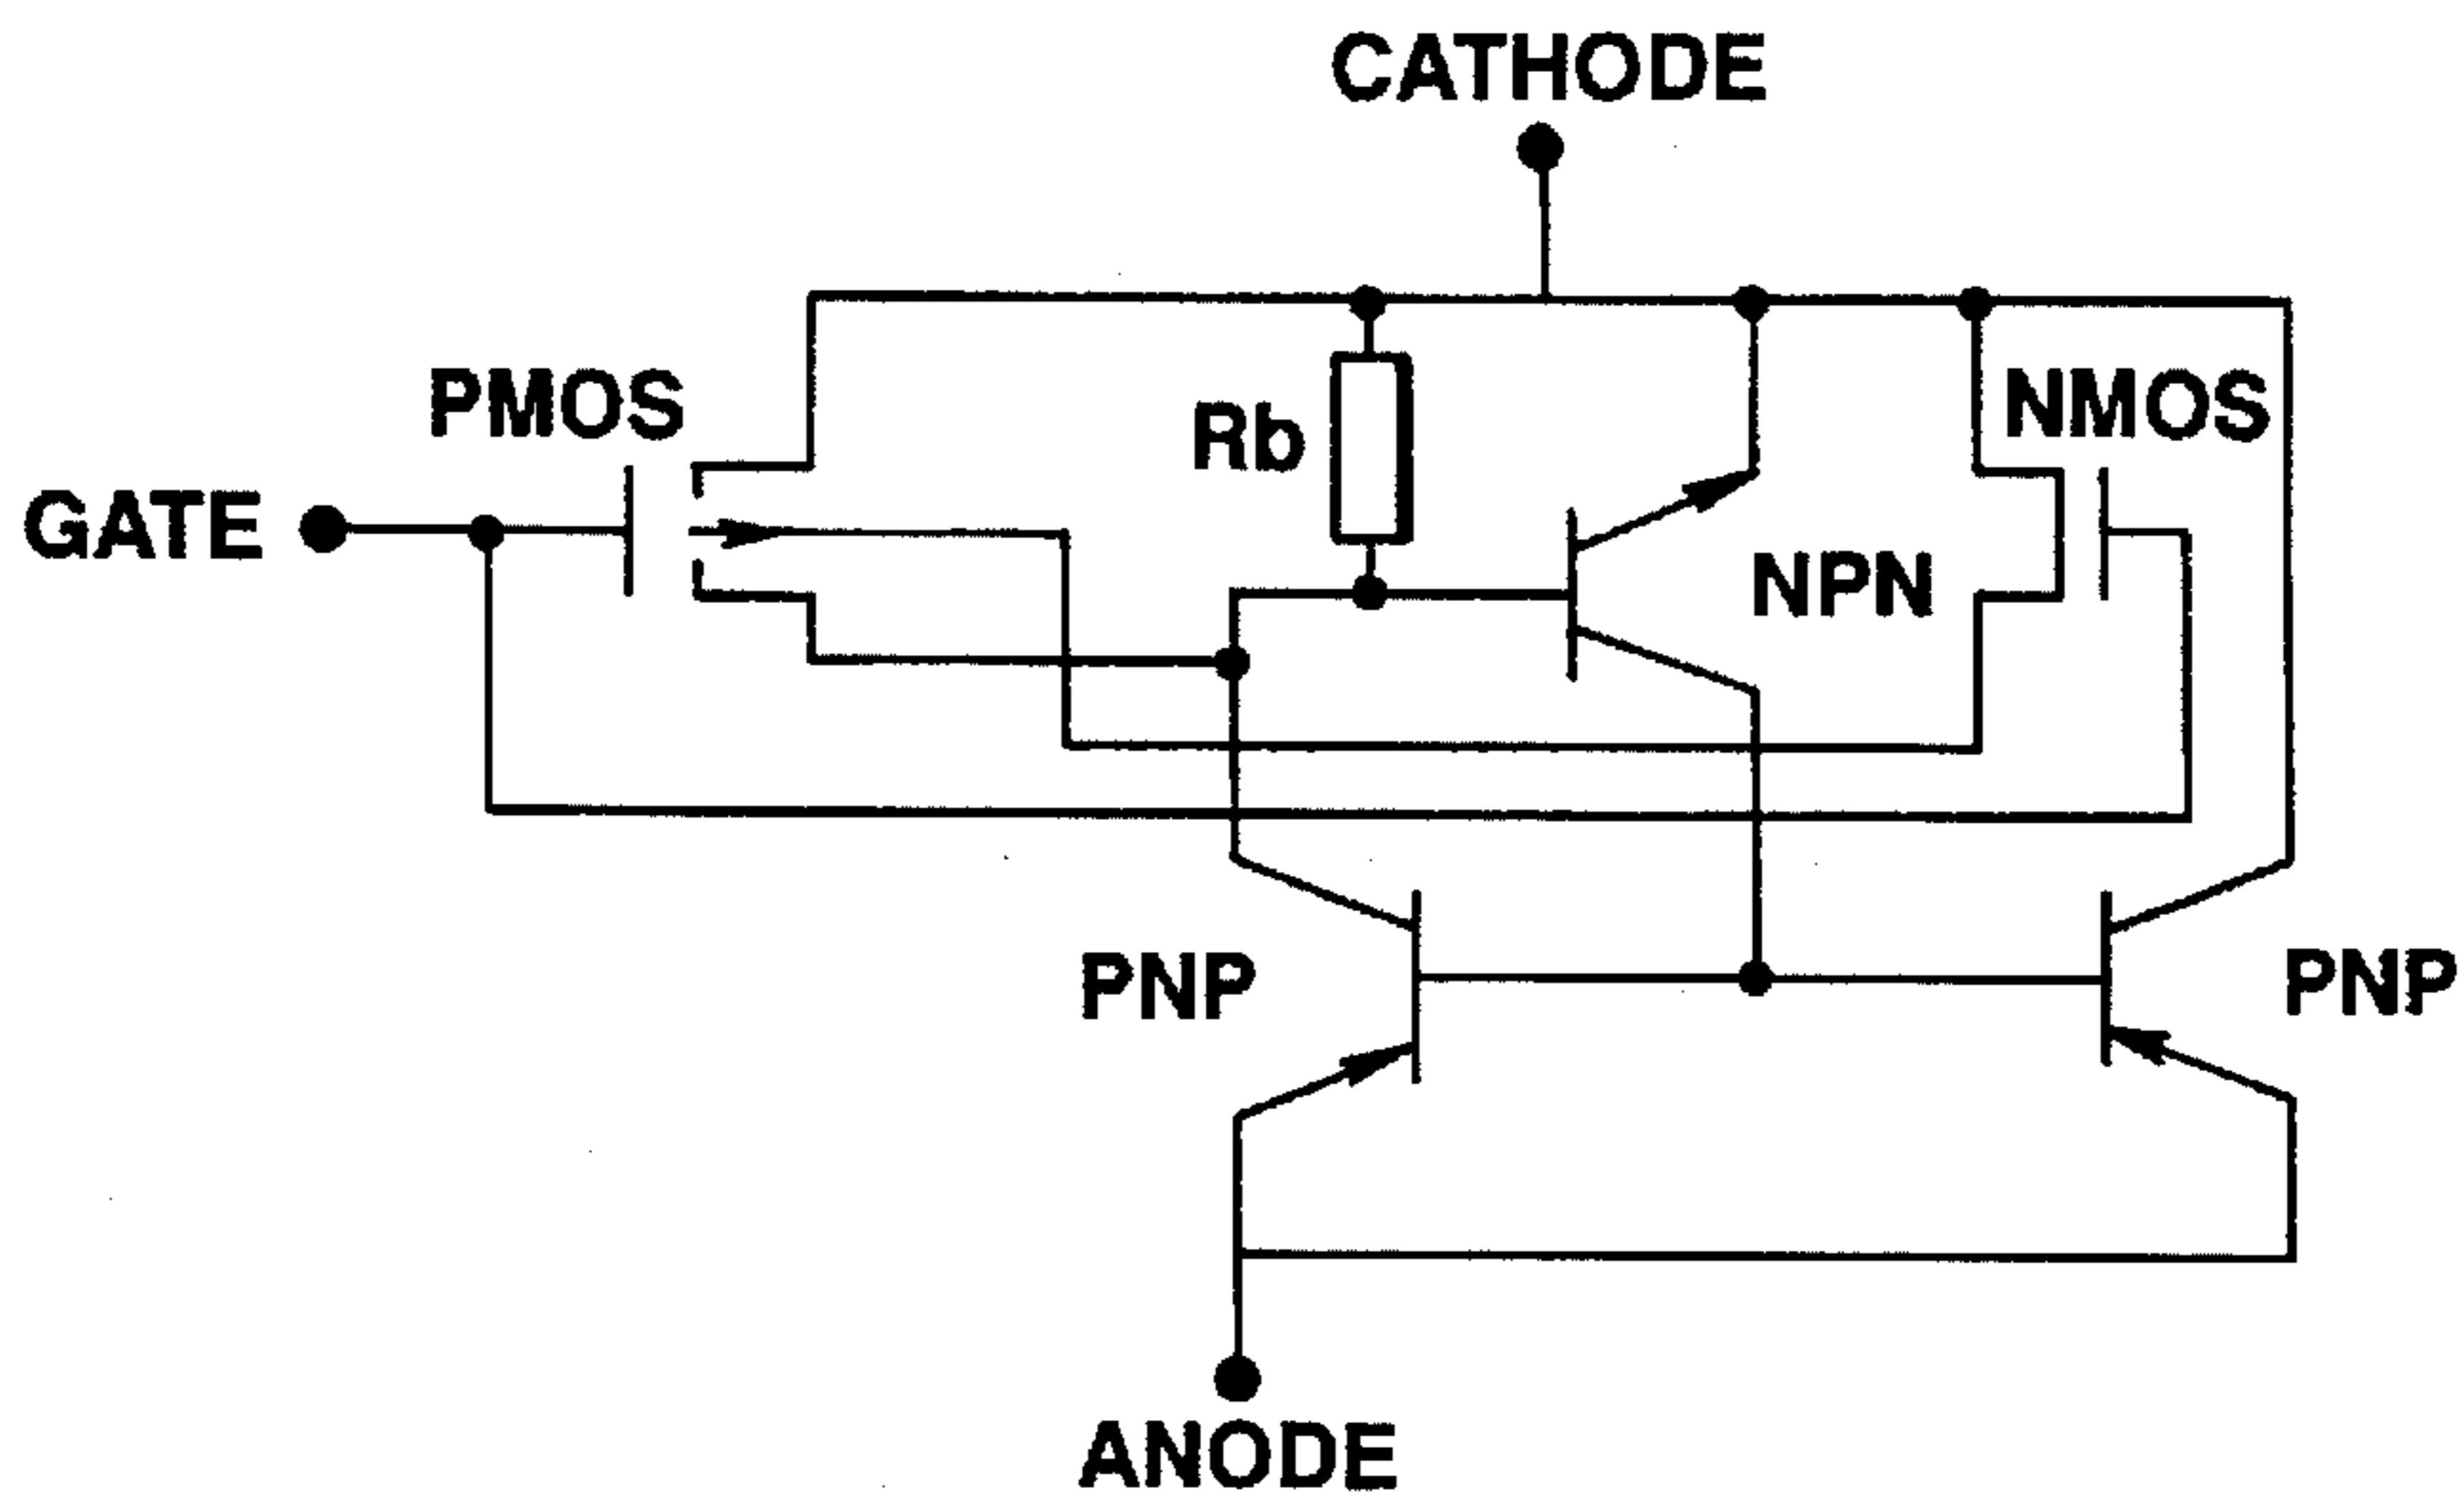 CATHODE
PMOS
NMOS
Rb
GATE
NPN
PNP
PNP
ANODE